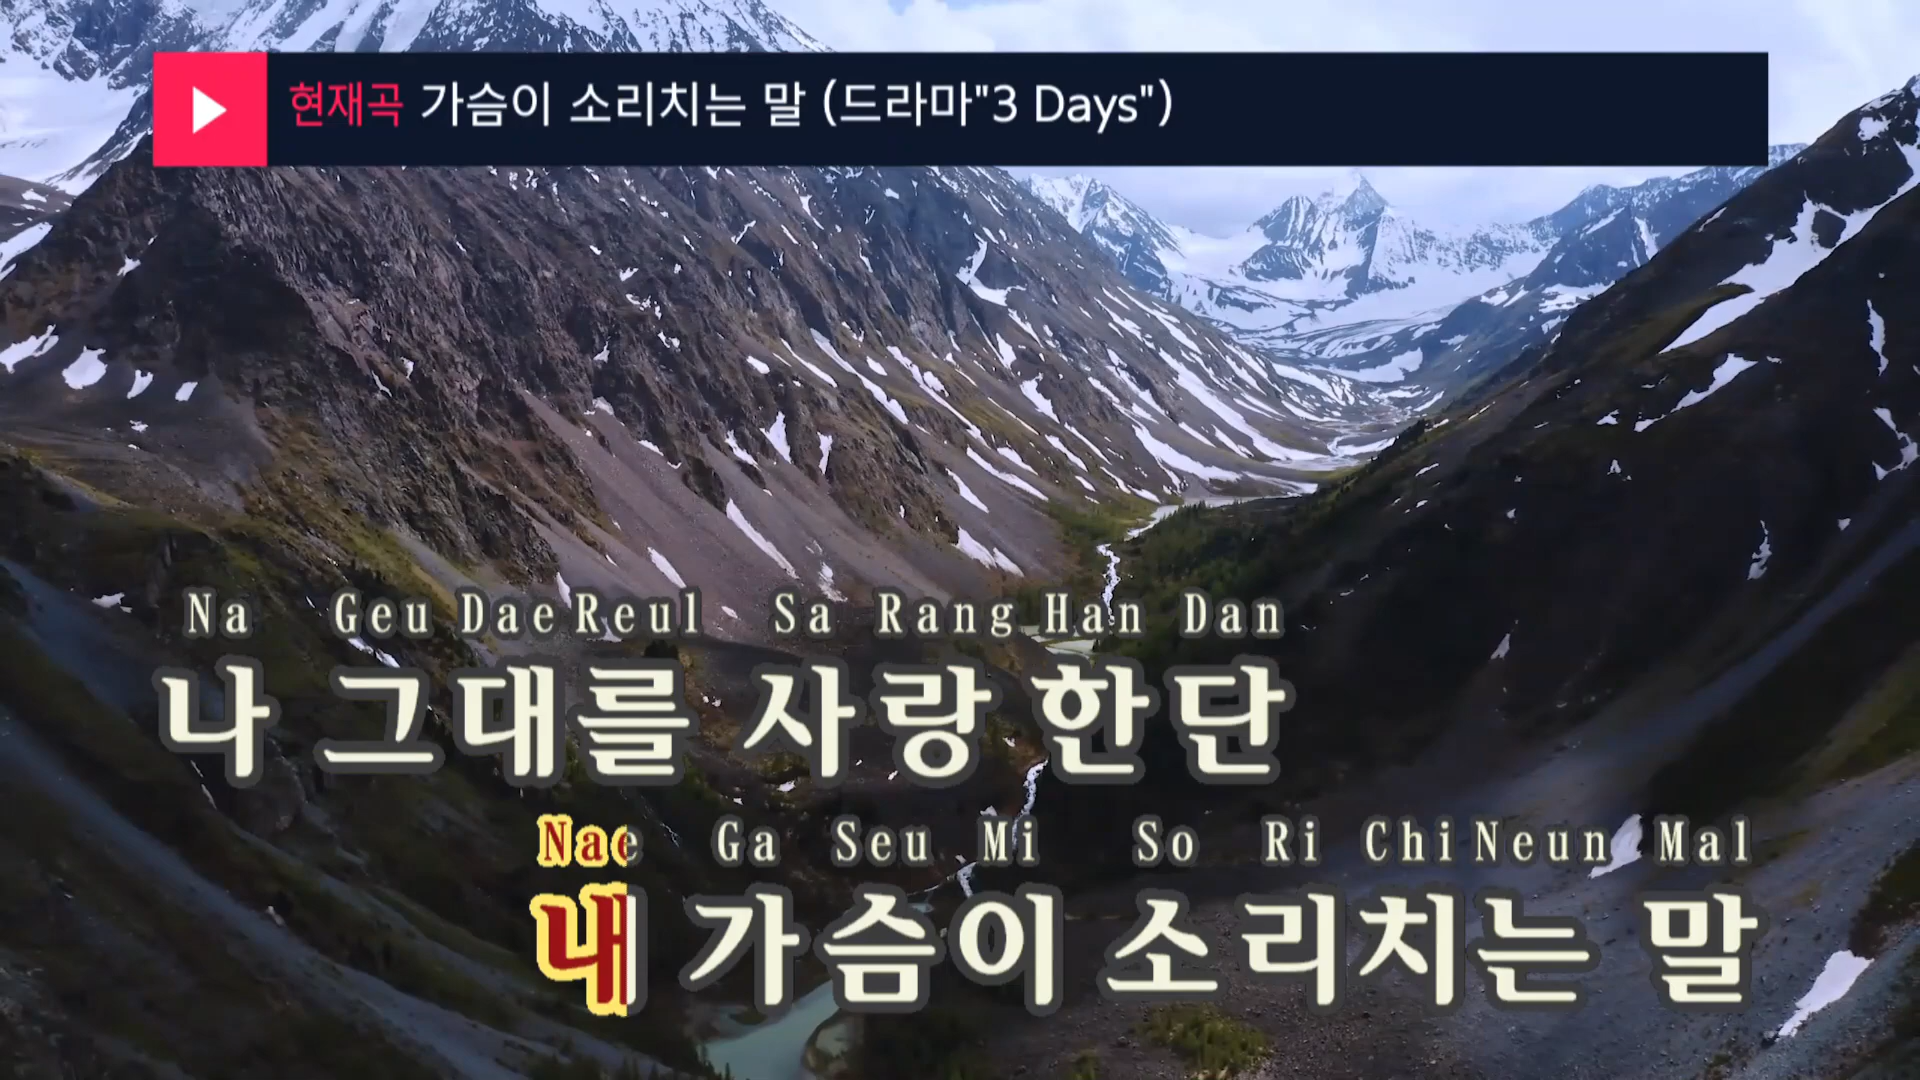 현재곡 가슴이 소리치는 말 (드라마"3 Days")
Na Geu Dae Reul Sa Rang Han Dan
나 그대를 사랑 한단
Nae Ga Seu Mi So Ri Chi Neun Mal
내 가슴이 소리치는 말